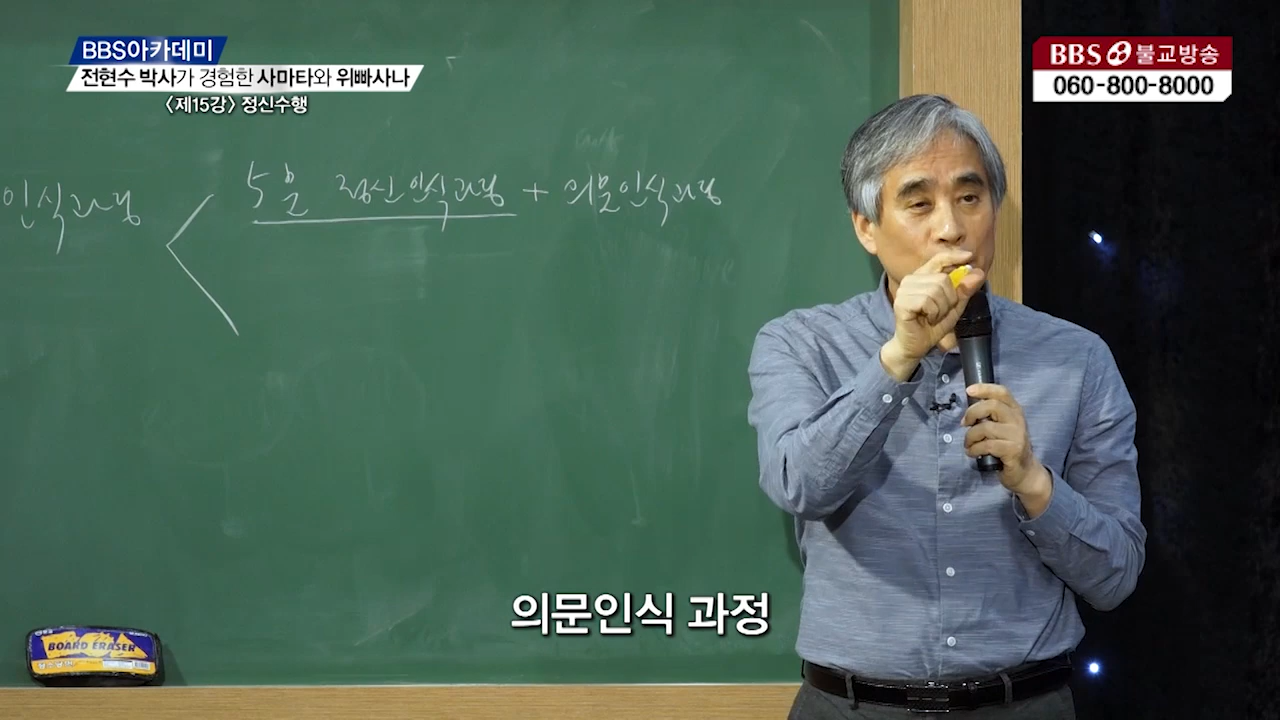 BBS아카데미
전현수 박사가 경험한 사마타와 위빠사나
〈제15강〉 정신수행
BBS 불교방송
060-800-8000
인식과정
5문 정신인식과정 + 의문인식과정
의문인식 과정
BOARD ERASER